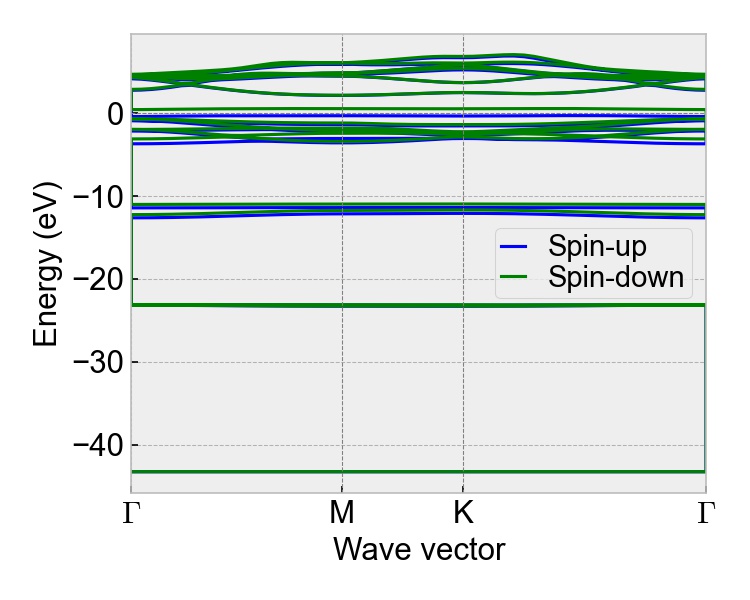 0
−10
−20
−30
−40
Energy (eV)
Spin-up
Spin-down
Γ M K Γ
Wave vector